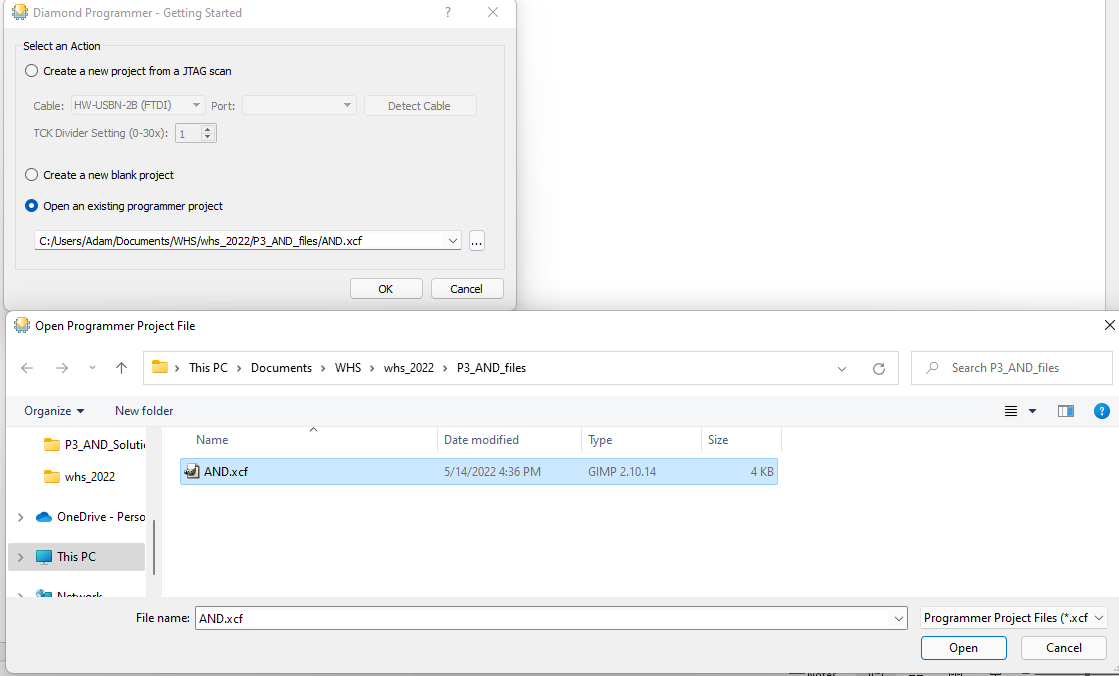 Diamond Programmer - Getting Started
?
Select an Action
Create a new project from a JTAG scan
Cable: HW-USBN-2B (FTDI) Port: Detect Cable
TCK Divider Setting (0-30x): 1
Create a new blank project
Open an existing programmer project
C:/Users/Adam/Documents/WHS/whs_2022/P3_AND_files/AND.xcf ...
OK Cancel
Open Programmer Project File
This PC > Documents > WHS > whs_2022 > P3_AND_files
Search P3_AND_files
Organize New folder
?
Name Date modified Type Size
P3_AND_Soluti
AND.xcf 5/14/2022 4:36 PM GIMP 2.10.14 4 KB
whs_2022
OneDrive - Perso
This PC
Network
File name: AND.xcf Programmer Project Files (*.xcf
Open Cancel
Notes